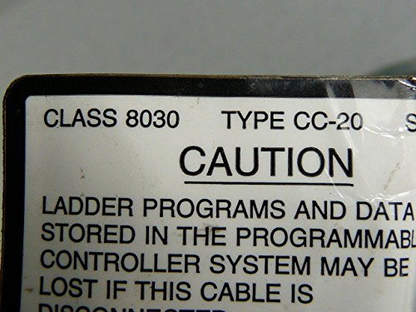 CLASS 8030 TYPE CC-20 S
CAUTION
LADDER PROGRAMS AND DATA
STORED IN THE PROGRAMMABL
CONTROLLER SYSTEM MAY BE
LOST IF THIS CABLE IS
DISCONNECTED